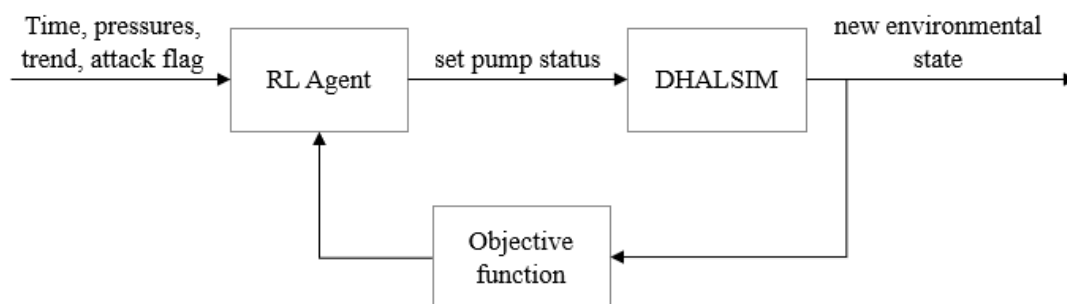 Time, pressures,
trend, attack flag
RL Agent
set pump status
DHALSIM
new environmental
state
Objective
function